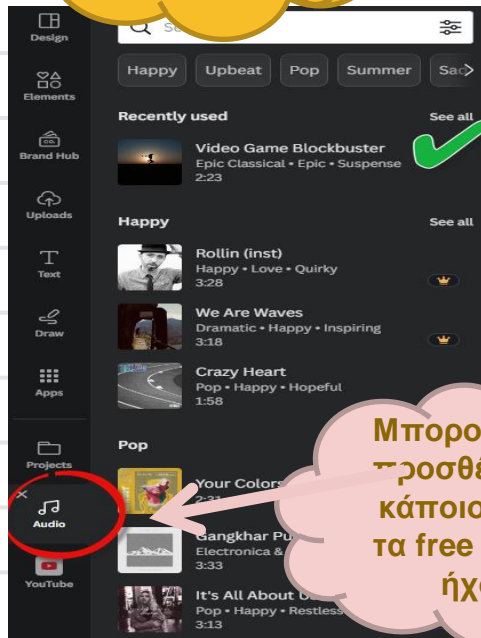 Design
Happy
Upbeat
Pop
Summer
Elements
Recently used
See all
Brand Hub
Video Game Blockbuster
Epic Classical • Epic • Suspense
2:23
Uploads
Happy
See all
Text
Rollin (inst)
Happy • Love • Quirky
3:28
Draw
We Are Waves
Dramatic • Happy • Inspiring
3:18
Apps
Crazy Heart
Pop • Happy • Hopeful
1:58
Projects
Pop
Audio
Your Colors
2:31
Gangkhar
Electronica &
3:33
YouTube
It's All About
Pop • Happy • Restless
3:13
κάποιο
τα free